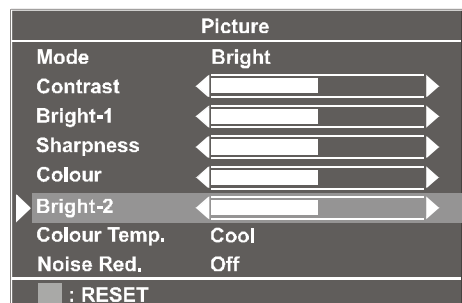 Picture
Mode Bright
Contrast
Bright-1
Sharpness
Colour
Bright-2
Colour Temp. Cool
Noise Red. Off
: RESET